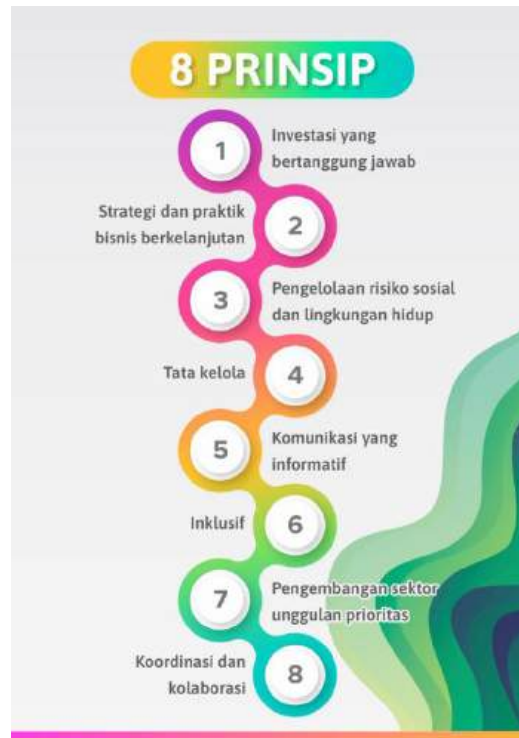 8 PRINSIP
1
Investasi yang
bertanggung jawab
Strategi dan praktik
bisnis berkelanjutan
2
3
Pengelolaan risiko sosial
dan lingkungan hidup
Tata kelola
4
5
Komunikasi yang
informatif
Inklusif
6
7
Pengembangan sektor
unggulan prioritas
Koordinasi dan
kolaborasi
8